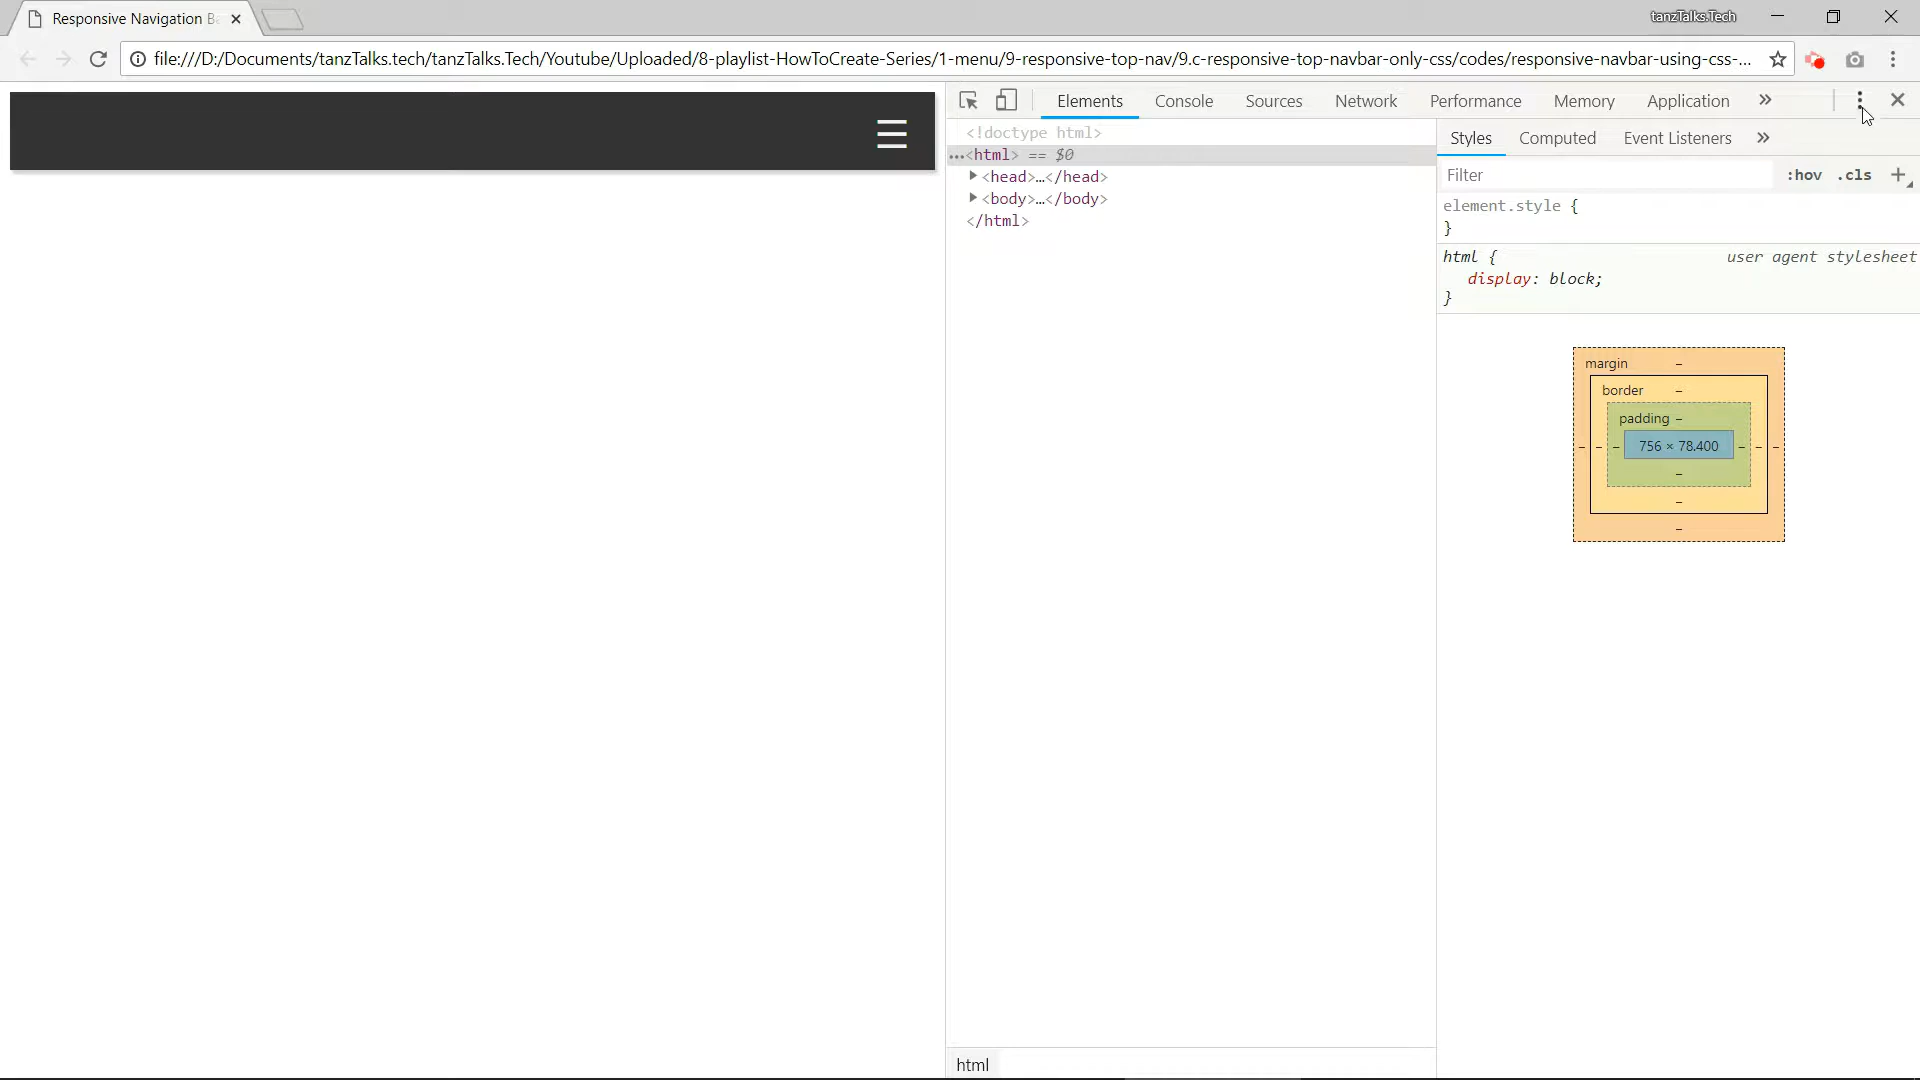 Responsive Navigation B
tanzTalks.Tech
file:///D:/Documents/tanzTalks.tech/tanzTalks.Tech/Youtube/Uploaded/8-playlist-HowToCreate-Series/1-menu/9-responsive-top-nav/9.c-responsive-top-navbar-only-css/codes/responsive-navbar-using-css-...
Elements Console Sources Network Performance Memory Application »
<!doctype html>
...<html> == $0
▶<head>…</head>
▶<body>…</body>
</html>
Styles Computed Event Listeners »
Filter :hov .cls +
element.style {
}
html { user agent stylesheet
display: block;
}
margin –
border –
padding –
– – – 756 × 78.400 – – –
–
–
–
html